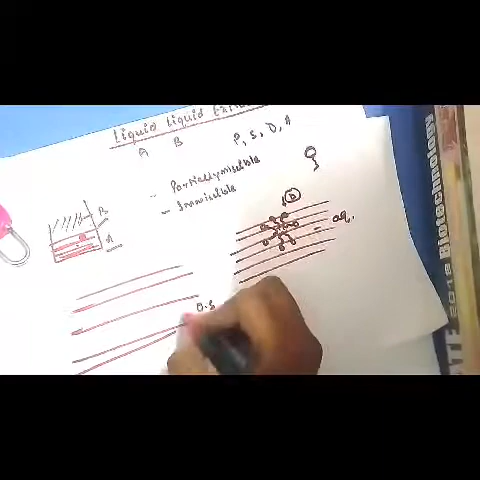 Liquid Liquid
A B
P, S, D, A
- Partially miscible
- Immiscible
B
A
D
aq.
O.S
GATE 2018 Biotechnology